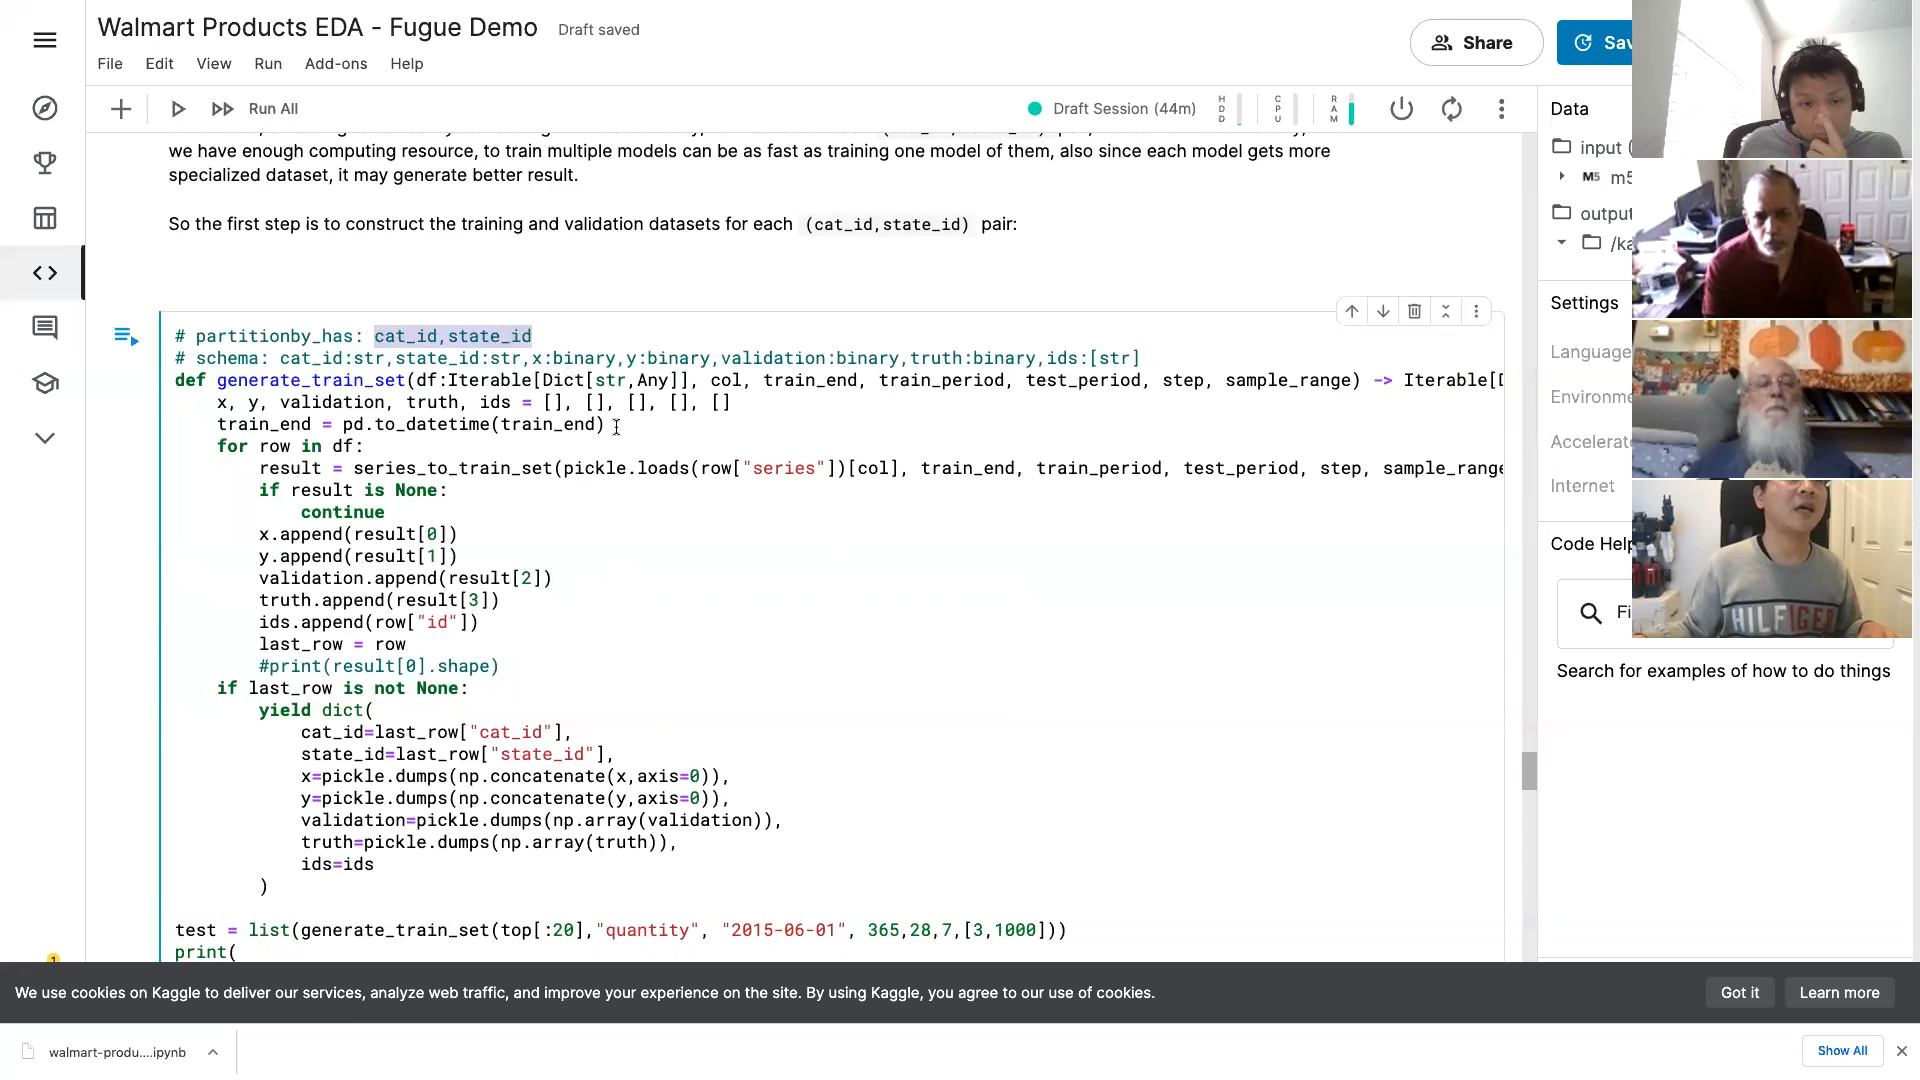 Walmart Products EDA - Fugue Demo
Draft saved
File Edit View Run Add-ons Help
Share
Sav
Run All
Draft Session (44m)
HDD
CPU
RAM
Data
input (
M5 m5
output
/ka
Settings
Language
Environme
Accelerato
Internet
Code Help
Fi
Search for examples of how to do things
we have enough computing resource, to train multiple models can be as fast as training one model of them, also since each model gets more
specialized dataset, it may generate better result.
So the first step is to construct the training and validation datasets for each (cat_id,state_id) pair:
# partitionby_has: cat_id,state_id
# schema: cat_id:str,state_id:str,x:binary,y:binary,validation:binary,truth:binary,ids:[str]
def generate_train_set(df:Iterable[Dict[str,Any]], col, train_end, train_period, test_period, step, sample_range) -> Iterable[D
x, y, validation, truth, ids = [], [], [], [], []
train_end = pd.to_datetime(train_end)
for row in df:
result = series_to_train_set(pickle.loads(row["series"])[col], train_end, train_period, test_period, step, sample_range
if result is None:
continue
x.append(result[0])
y.append(result[1])
validation.append(result[2])
truth.append(result[3])
ids.append(row["id"])
last_row = row
#print(result[0].shape)
if last_row is not None:
yield dict(
cat_id=last_row["cat_id"],
state_id=last_row["state_id"],
x=pickle.dumps(np.concatenate(x,axis=0)),
y=pickle.dumps(np.concatenate(y,axis=0)),
validation=pickle.dumps(np.array(validation)),
truth=pickle.dumps(np.array(truth)),
ids=ids
)
test = list(generate_train_set(top[:20],"quantity", "2015-06-01", 365,28,7,[3,1000]))
print(
HILFIGER
1
We use cookies on Kaggle to deliver our services, analyze web traffic, and improve your experience on the site. By using Kaggle, you agree to our use of cookies.
Got it
Learn more
walmart-produ....ipynb
Show All